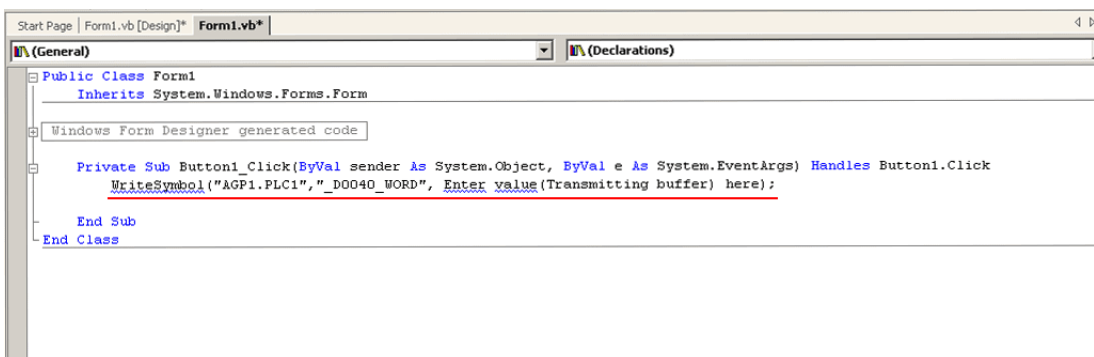 Start Page Form1.vb [Design]* Form1.vb*
(General) (Declarations)
Public Class Form1
Inherits System.Windows.Forms.Form
Windows Form Designer generated code
Private Sub Button1_Click(ByVal sender As System.Object, ByVal e As System.EventArgs) Handles Button1.Click
WriteSymbol("AGP1.PLC1","_D0040_WORD", Enter value(Transmitting buffer) here);
End Sub
End Class